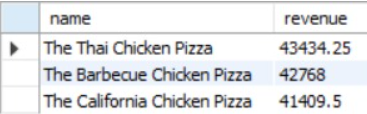 name revenue
The Thai Chicken Pizza 43434.25
The Barbecue Chicken Pizza 42768
The California Chicken Pizza 41409.5